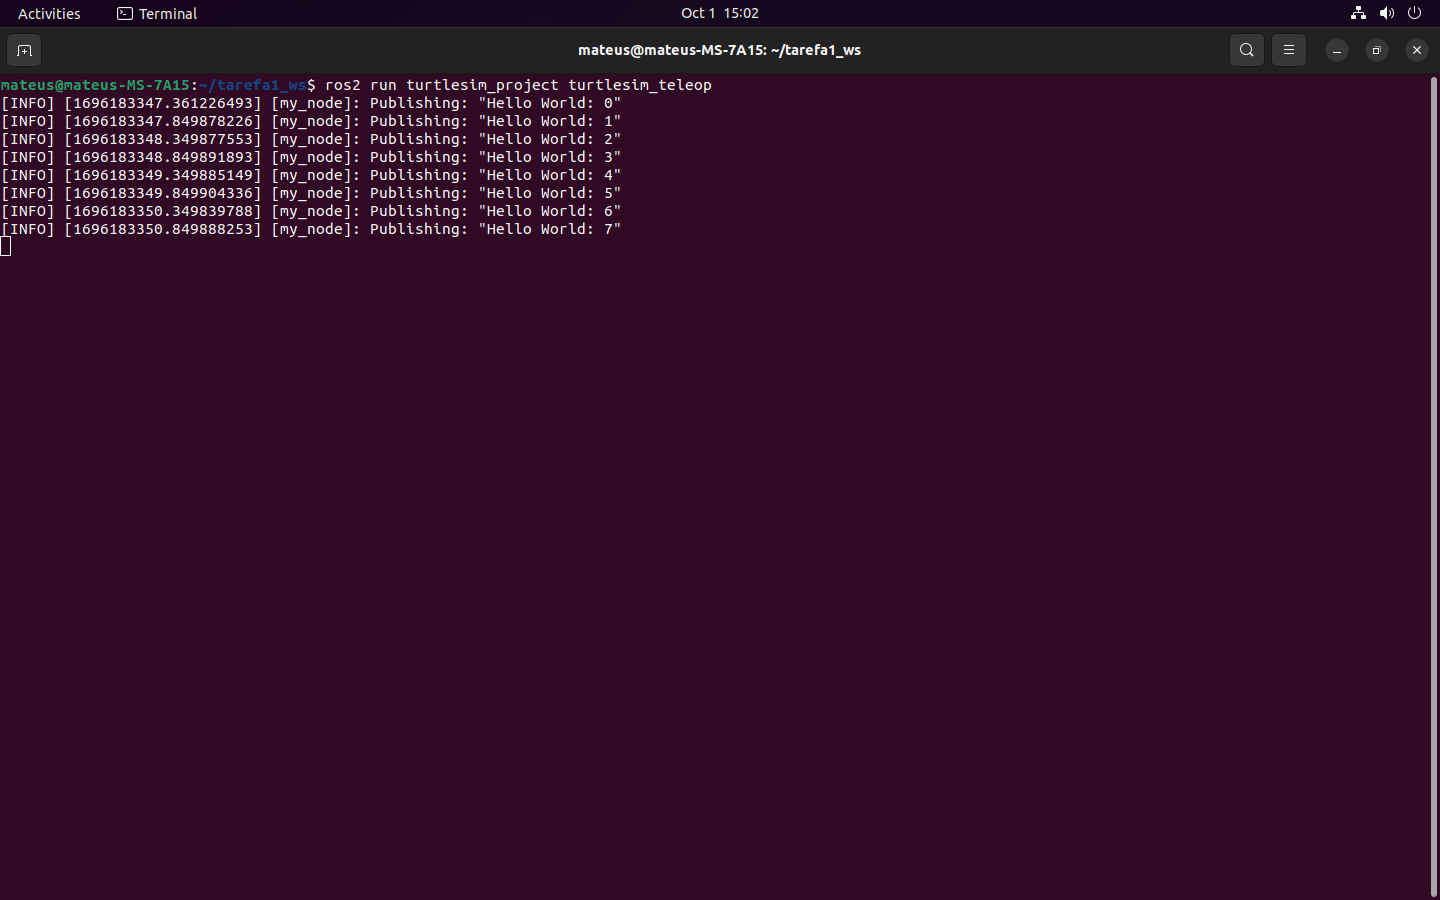 Activities Terminal Oct 1 15:02
mateus@mateus-MS-7A15: ~/tarefa1_ws
mateus@mateus-MS-7A15:~/tarefa1_ws$ ros2 run turtlesim_project turtlesim_teleop
[INFO] [1696183347.361226493] [my_node]: Publishing: "Hello World: 0"
[INFO] [1696183347.849878226] [my_node]: Publishing: "Hello World: 1"
[INFO] [1696183348.349877553] [my_node]: Publishing: "Hello World: 2"
[INFO] [1696183348.849891893] [my_node]: Publishing: "Hello World: 3"
[INFO] [1696183349.349885149] [my_node]: Publishing: "Hello World: 4"
[INFO] [1696183349.849904336] [my_node]: Publishing: "Hello World: 5"
[INFO] [1696183350.349839788] [my_node]: Publishing: "Hello World: 6"
[INFO] [1696183350.849888253] [my_node]: Publishing: "Hello World: 7"